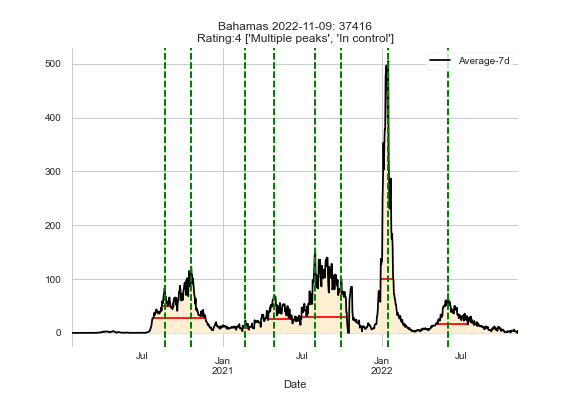 Bahamas 2022-11-09: 37416
Rating:4 ['Multiple peaks', 'In control']
Average-7d
500
400
300
200
100
0
Jul
Jan
2021
Jul
Jan
2022
Jul
Date